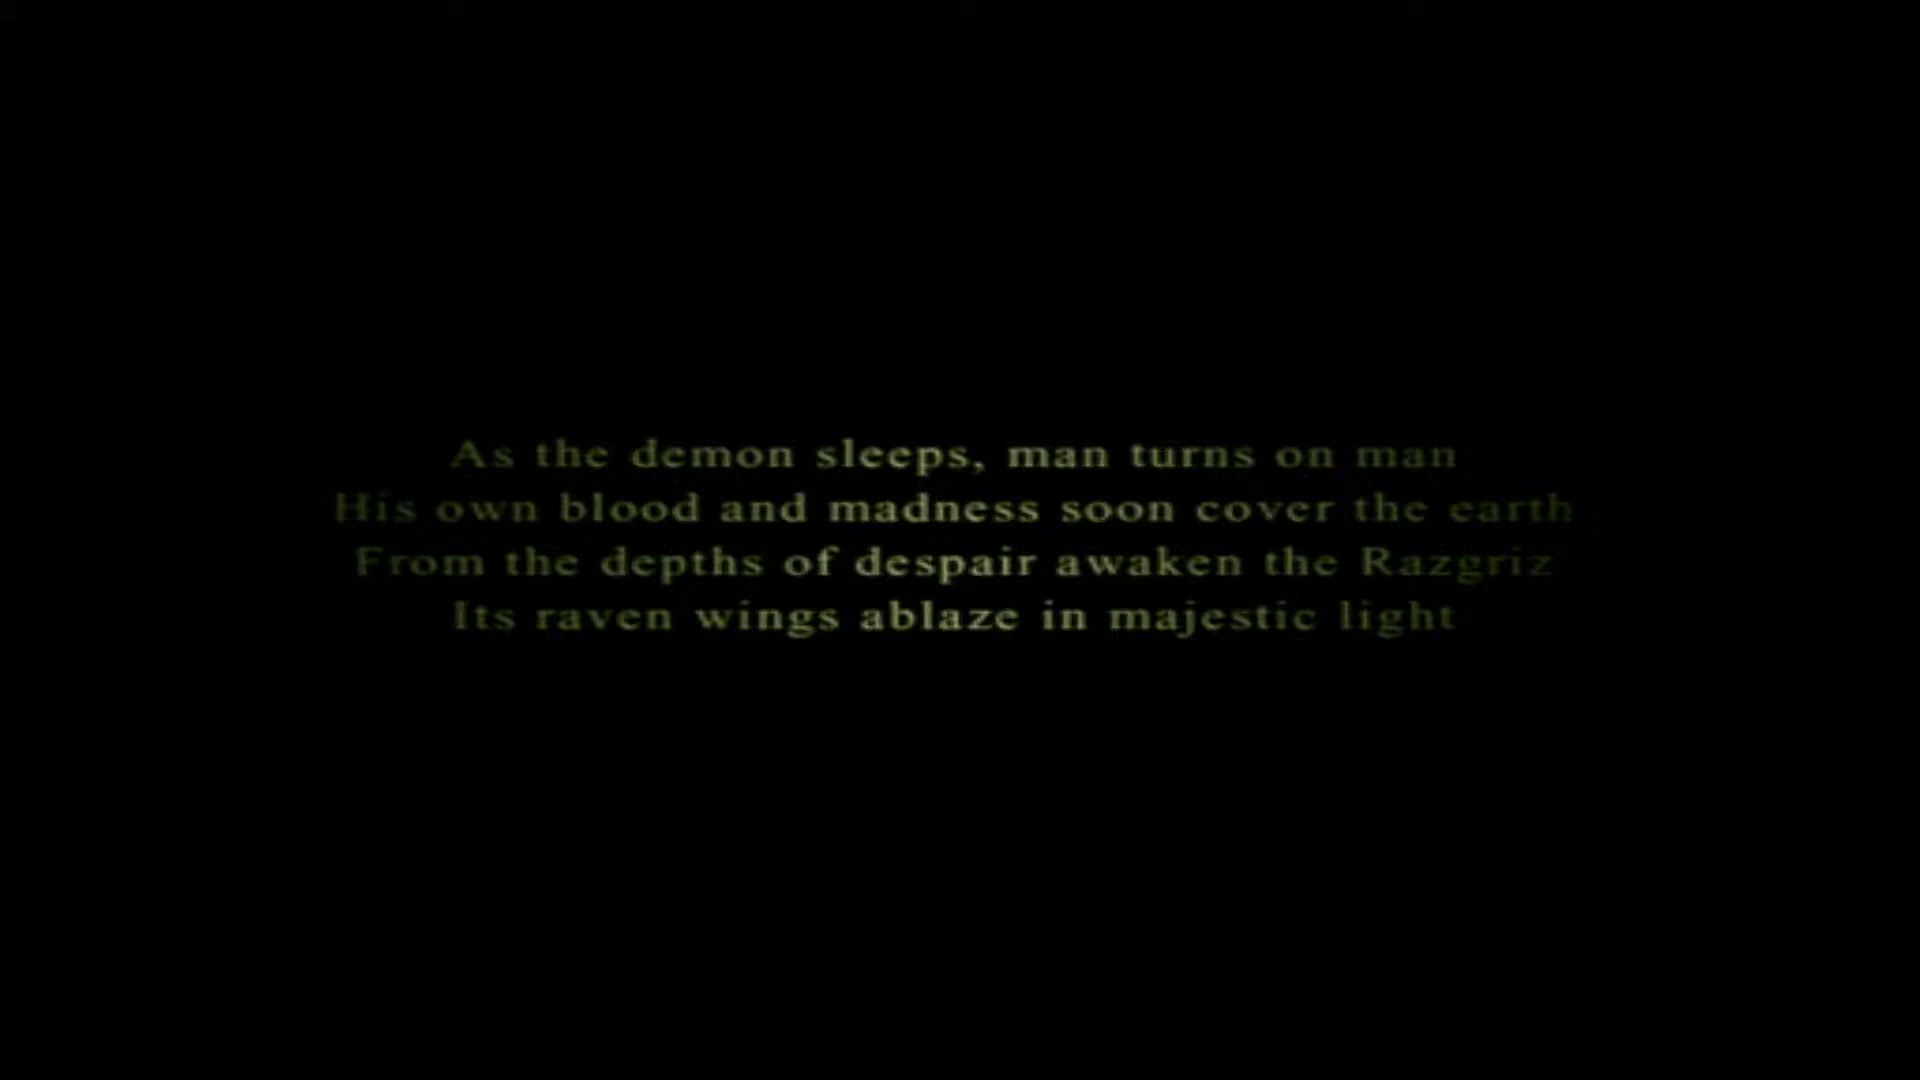 As the demon sleeps, man turns on man
His own blood and madness soon cover the earth
From the depths of despair awaken the Razgriz
Its raven wings ablaze in majestic light